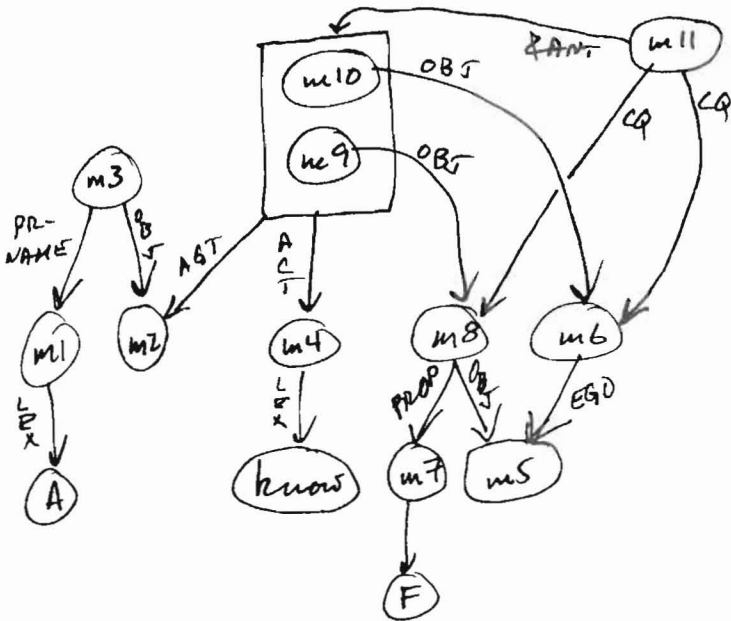 m11
&ANT
m10
OBJ
CQ
CQ
m9
OBJ
m3
PR-
NAME
OBJ
AGT
ACT
m1
m2
m4
m8
m6
LEX
LEX
PROP
OBJ
EGO
A
know
m7
m5
F